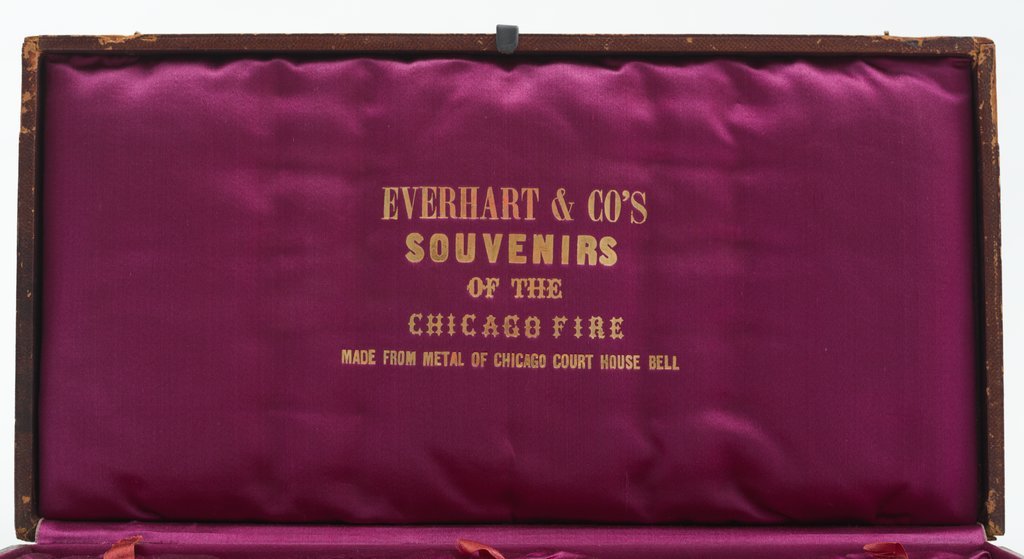 EVERHART & CO'S
SOUVENIRS
OF THE
CHICAGO FIRE
MADE FROM METAL OF CHICAGO COURT HOUSE BELL